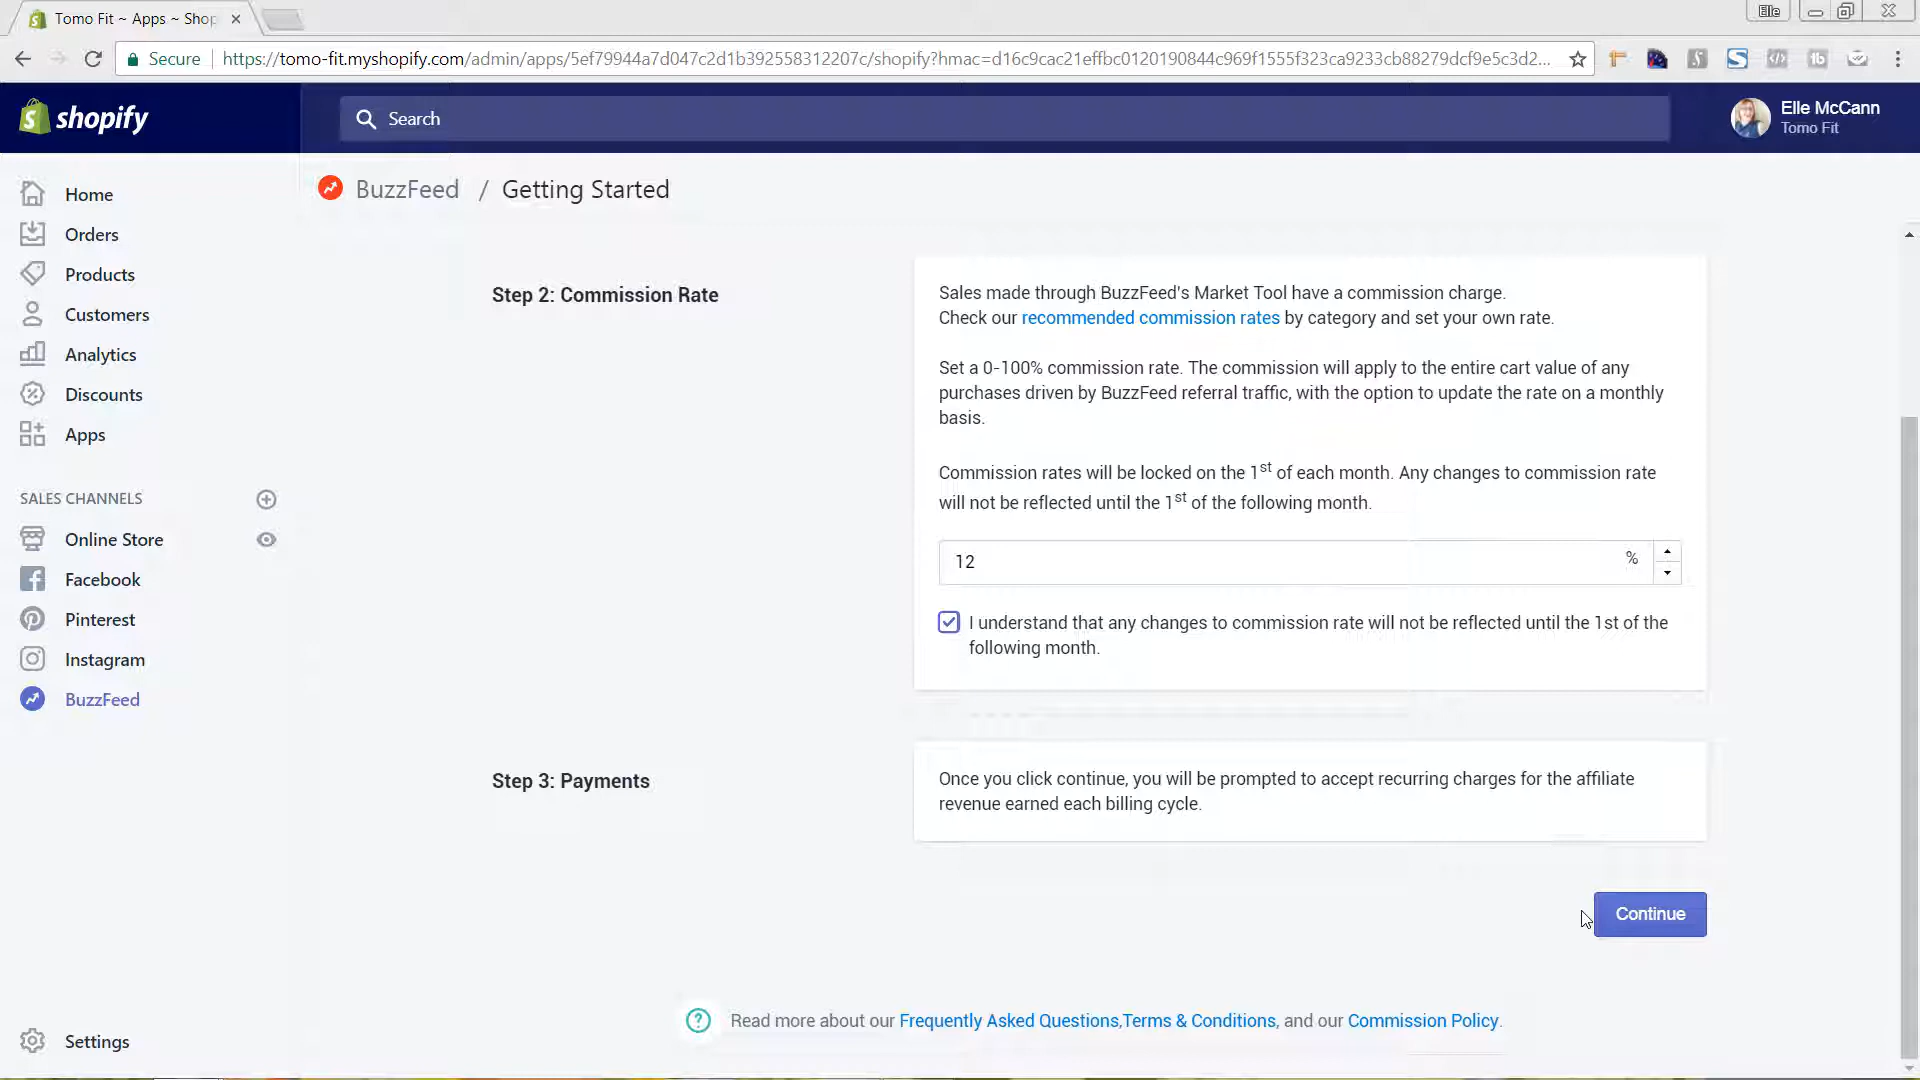 Tomo Fit ~ Apps ~ Shop
Elle
Secure
https://tomo-fit.myshopify.com/admin/apps/5ef79944a7d047c2d1b392558312207c/shopify?hmac=d16c9cac21effbc0120190844c969f1555f323ca9233cb88279dcf9e5c3d2...
shopify
Search
Elle McCann
Tomo Fit
BuzzFeed / Getting Started
Home
Orders
Products
Customers
Analytics
Discounts
Apps
SALES CHANNELS
Online Store
Facebook
Pinterest
Instagram
BuzzFeed
Settings
Step 2: Commission Rate
Sales made through BuzzFeed's Market Tool have a commission charge.
Check our recommended commission rates by category and set your own rate.
Set a 0-100% commission rate. The commission will apply to the entire cart value of any
purchases driven by BuzzFeed referral traffic, with the option to update the rate on a monthly
basis.
Commission rates will be locked on the 1st of each month. Any changes to commission rate
will not be reflected until the 1st of the following month.
12 %
I understand that any changes to commission rate will not be reflected until the 1st of the
following month.
Step 3: Payments
Once you click continue, you will be prompted to accept recurring charges for the affiliate
revenue earned each billing cycle.
Continue
Read more about our Frequently Asked Questions,Terms & Conditions, and our Commission Policy.